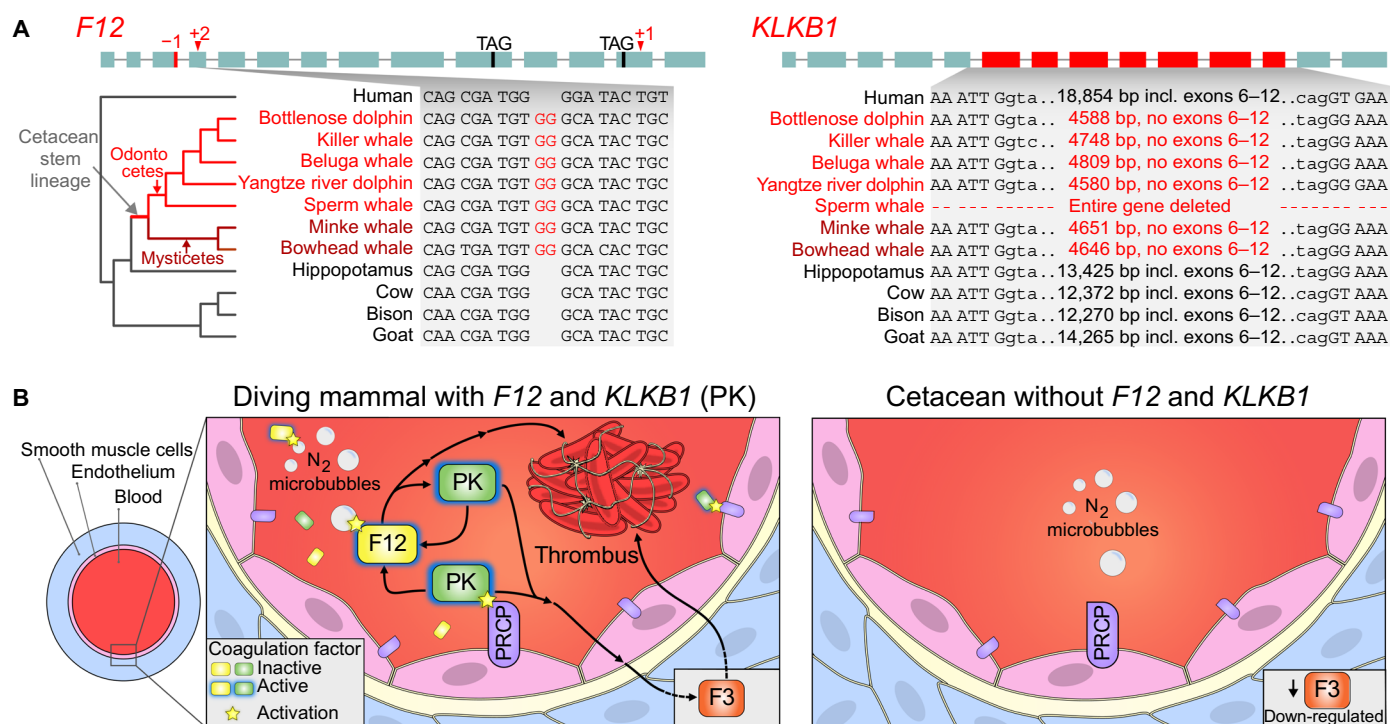 A
F12
−1
+2
TAG
TAG
+1
KLKB1
Cetacean
stem
lineage
Odonto
cetes
Mysticetes
Human CAG CGA TGG GGA TAC TGT
Bottlenose dolphin CAG CGA TGT GG GCA TAC TGC
Killer whale CAG CGA TGT GG GCA TAC TGC
Beluga whale CAG CGA TGT GG GCA TAC TGC
Yangtze river dolphin CAG CGA TGT GG GCA TAC TGC
Sperm whale CAG CGA TGT GG GCA TAC TGC
Minke whale CAG CGA TGT GG GCA TAC TGC
Bowhead whale CAG TGA TGT GG GCA CAC TGC
Hippopotamus CAG CGA TGG GCA TAC TGC
Cow CAA CGA TGG GCA TAC TGC
Bison CAA CGA TGG GCA TAC TGC
Goat CAA CGA TGG GCA TAC TGC
Human AA ATT Ggta..18,854 bp incl. exons 6–12..cagGT GAA
Bottlenose dolphin AA ATT Ggta.. 4588 bp, no exons 6–12 ..tagGG AAA
Killer whale AA ATT Ggtc.. 4748 bp, no exons 6–12 ..tagGG AAA
Beluga whale AA ATT Ggta.. 4809 bp, no exons 6–12 ..tagGG AAA
Yangtze river dolphin AA ATT Ggta.. 4580 bp, no exons 6–12 ..tagGG GAA
Sperm whale -- --- ------ Entire gene deleted ------- ---
Minke whale AA ATT Ggta.. 4651 bp, no exons 6–12 ..tagGG AAA
Bowhead whale AA ATT Ggta.. 4646 bp, no exons 6–12 ..tagGG AAA
Hippopotamus AA ATT Ggta..13,425 bp incl. exons 6–12..cagGG AAA
Cow AA ATT Ggta..12,372 bp incl. exons 6–12..cagGT AAA
Bison AA ATT Ggta..12,270 bp incl. exons 6–12..cagGT AAA
Goat AA ATT Ggta..14,265 bp incl. exons 6–12..cagGT AAA
B
Diving mammal with F12 and KLKB1 (PK)
Smooth muscle cells
Endothelium
Blood
N2
microbubbles
PK
F12
PK
PRCP
Thrombus
F3
Coagulation factor
Inactive
Active
Activation
Cetacean without F12 and KLKB1
N2
microbubbles
PRCP
F3
Down-regulated